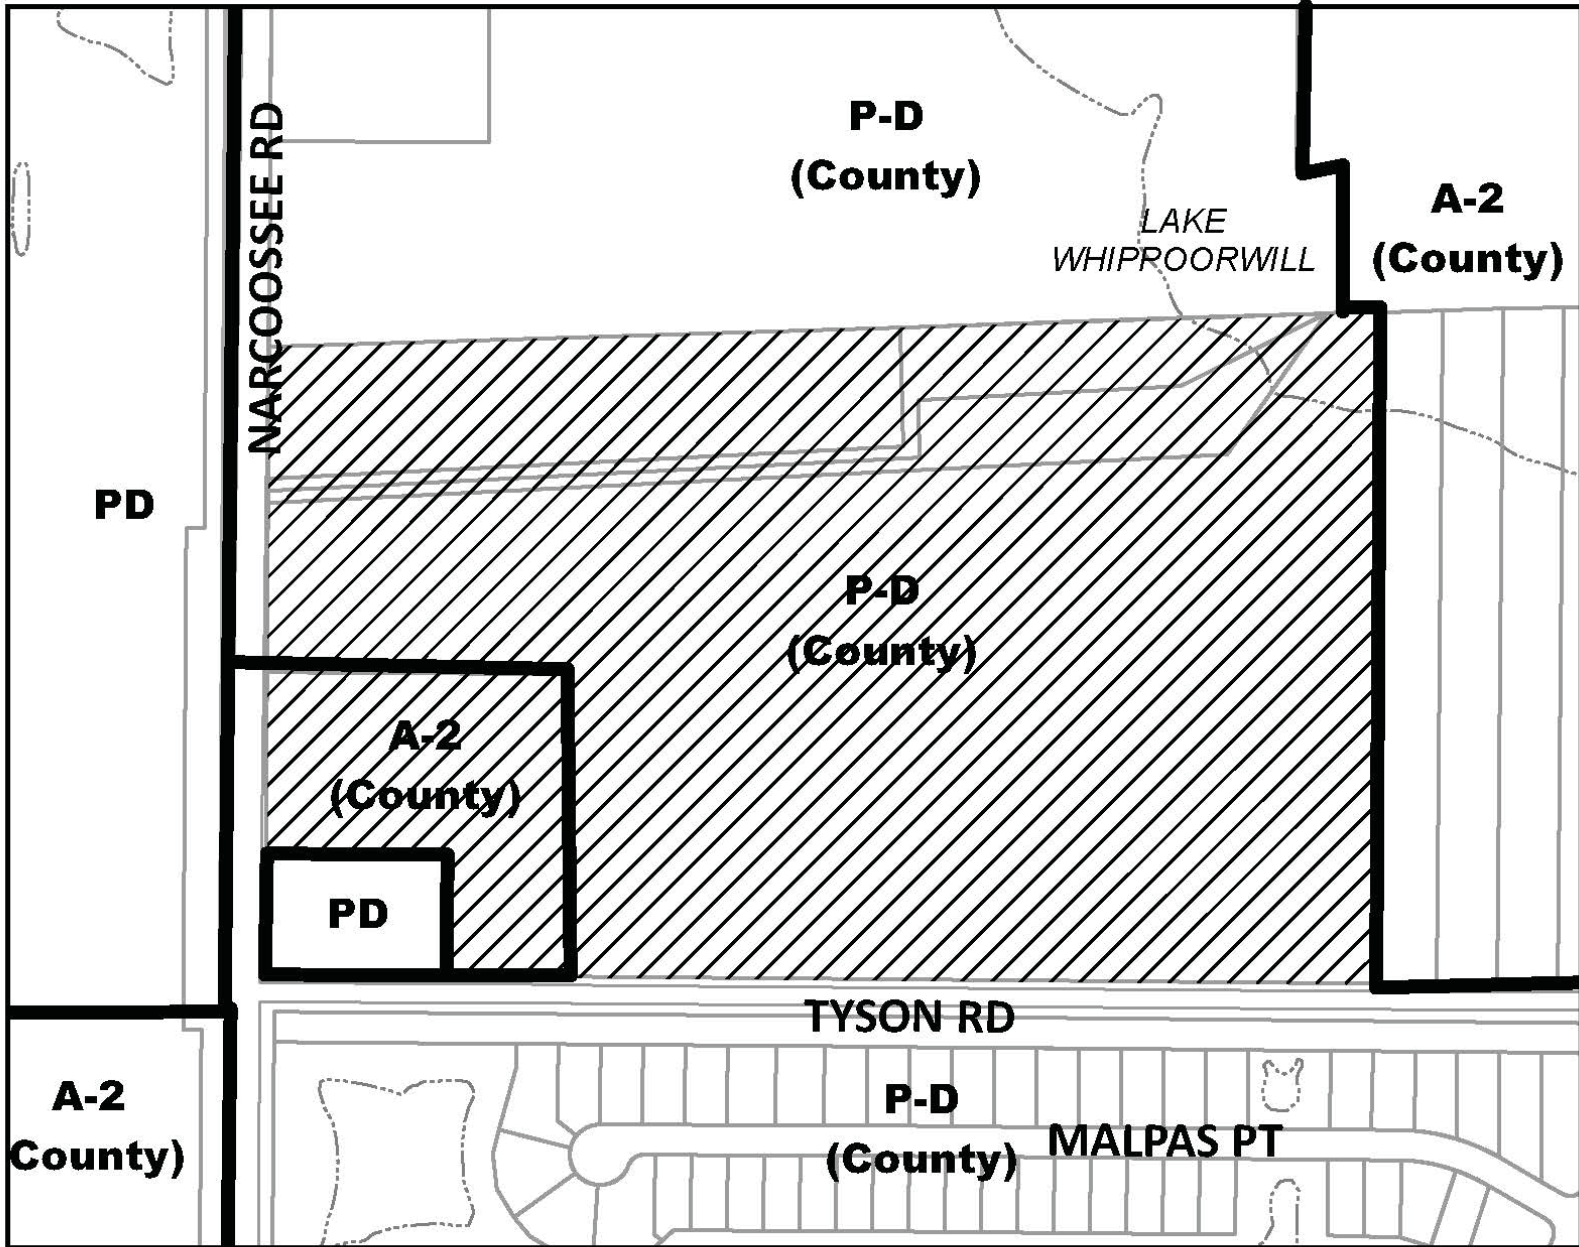 P-D
(County)
NARCOOSSEE RD
A-2
(County)
LAKE
WHIPPOORWILL
PD
P-D
(County)
A-2
(County)
PD
TYSON RD
A-2
County)
P-D
(County)
MALPAS PT